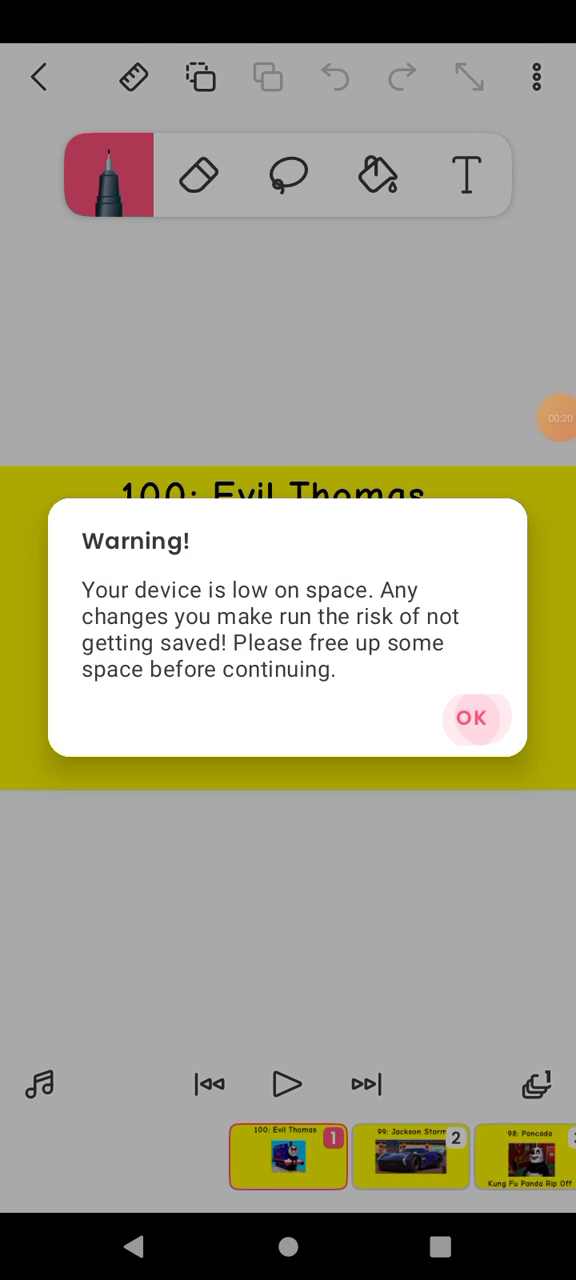 T
00:20
100: Evil Thomas
Warning!
Your device is low on space. Any
changes you make run the risk of not
getting saved! Please free up some
space before continuing.
OK
1
100: Evil Thomas
1
99: Jackson Storm
2
98: Pancada
Kung Fu Panda Rip Off